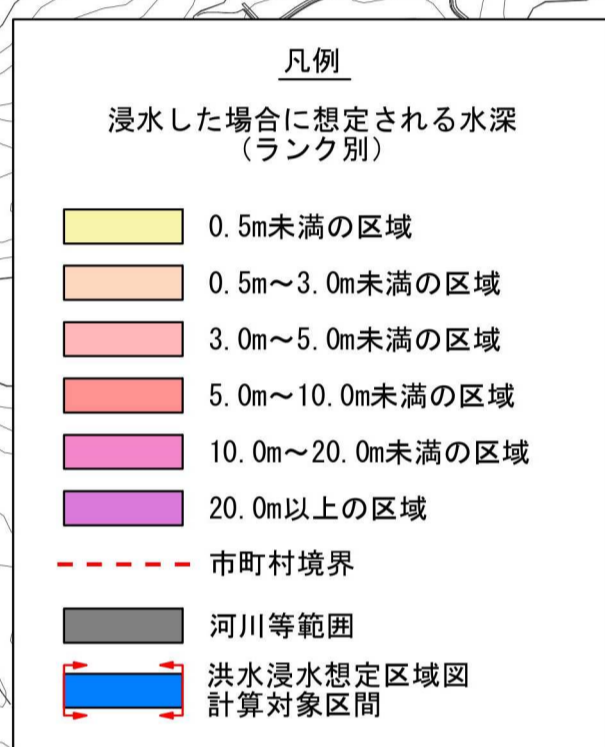 凡例
浸水した場合に想定される水深
(ランク別)
0.5m未満の区域
0.5m～3.0m未満の区域
3.0m～5.0m未満の区域
5.0m～10.0m未満の区域
10.0m～20.0m未満の区域
20.0m以上の区域
市町村境界
河川等範囲
洪水浸水想定区域図
計算対象区間